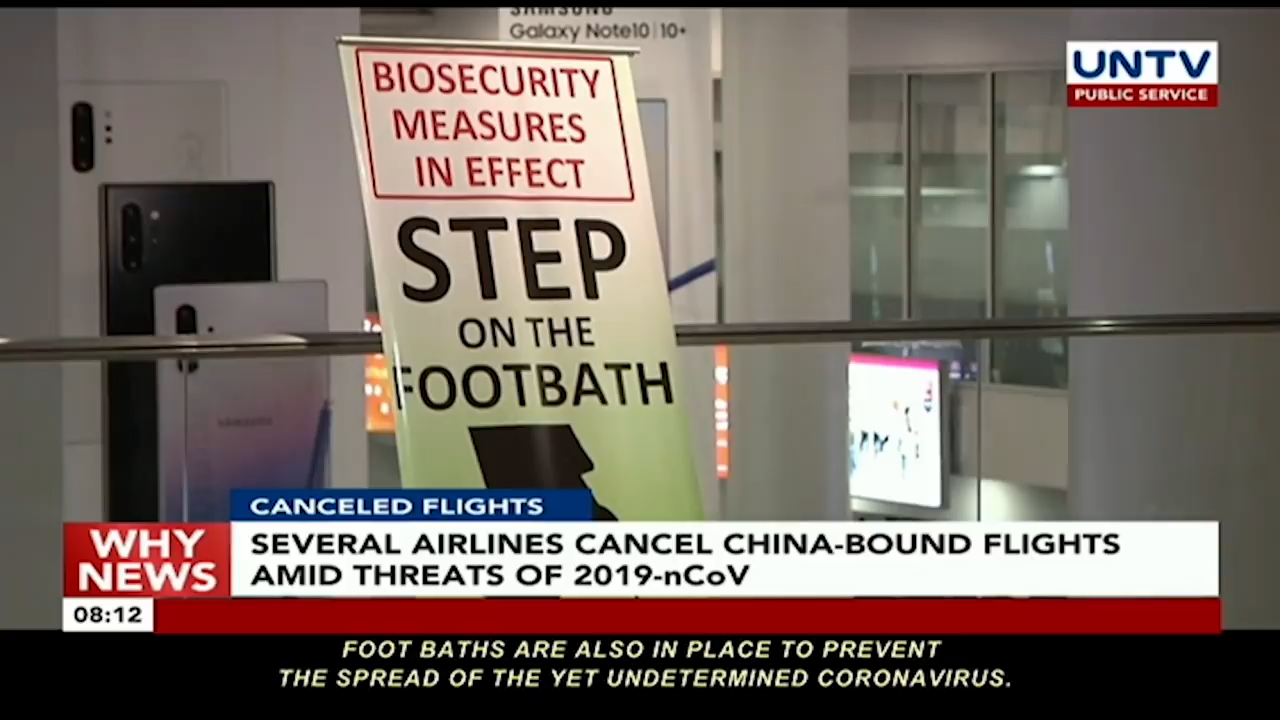 SAMSUNG
Galaxy Note10 | 10+
UNTV
PUBLIC SERVICE
BIOSECURITY
MEASURES
IN EFFECT
STEP
ON THE
FOOTBATH
SAMSUNG
CANCELED FLIGHTS
WHY
NEWS
SEVERAL AIRLINES CANCEL CHINA-BOUND FLIGHTS
AMID THREATS OF 2019-nCoV
08:12
FOOT BATHS ARE ALSO IN PLACE TO PREVENT
THE SPREAD OF THE YET UNDETERMINED CORONAVIRUS.